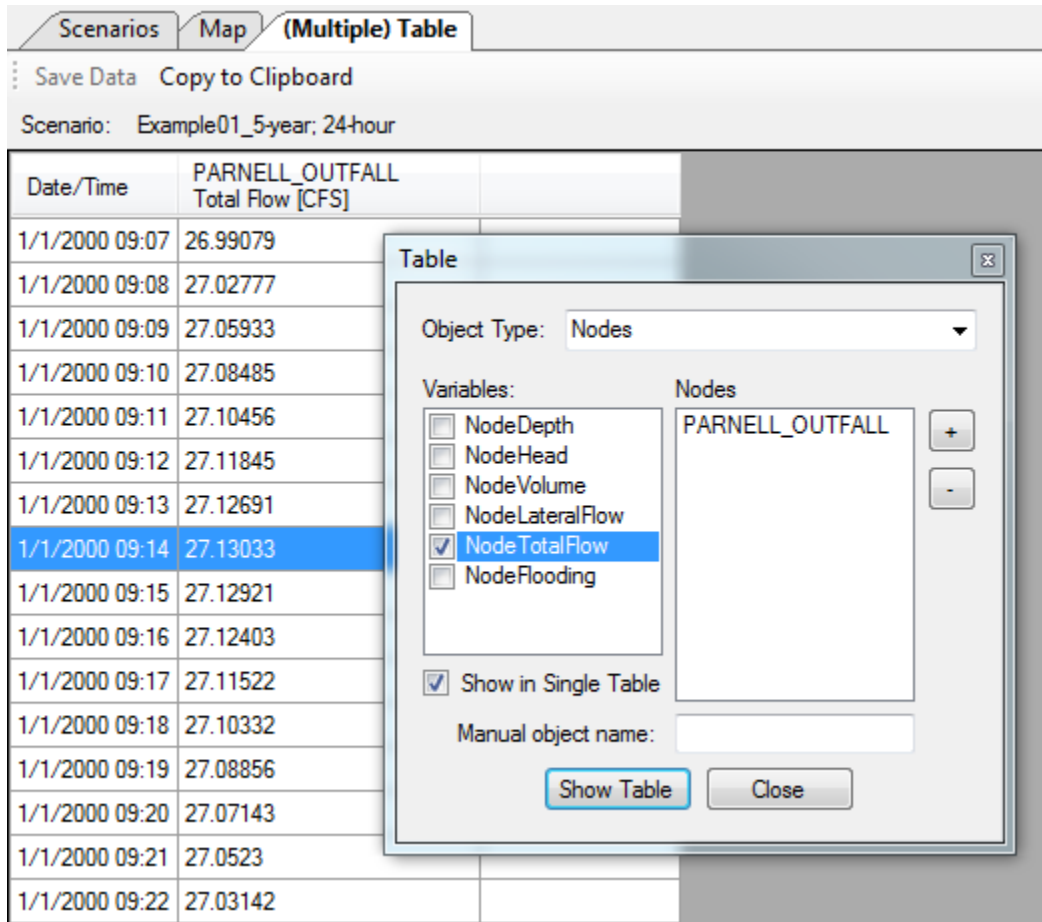 Scenarios Map (Multiple) Table
Save Data Copy to Clipboard
Scenario: Example01_5-year; 24-hour
Date/Time PARNELL_OUTFALL
Total Flow [CFS]
1/1/2000 09:07 26.99079
1/1/2000 09:08 27.02777
1/1/2000 09:09 27.05933
1/1/2000 09:10 27.08485
1/1/2000 09:11 27.10456
1/1/2000 09:12 27.11845
1/1/2000 09:13 27.12691
1/1/2000 09:14 27.13033
1/1/2000 09:15 27.12921
1/1/2000 09:16 27.12403
1/1/2000 09:17 27.11522
1/1/2000 09:18 27.10332
1/1/2000 09:19 27.08856
1/1/2000 09:20 27.07143
1/1/2000 09:21 27.0523
1/1/2000 09:22 27.03142
Table
Object Type: Nodes
Variables: Nodes
NodeDepth PARNELL_OUTFALL +
NodeHead
NodeVolume -
NodeLateralFlow
NodeTotalFlow
NodeFlooding
Show in Single Table
Manual object name:
Show Table Close